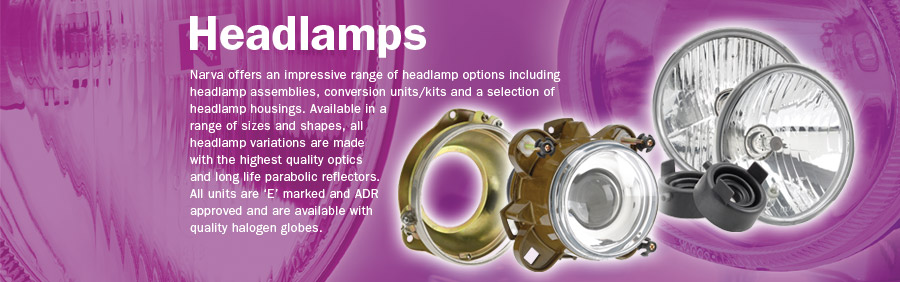 Headlamps
Narva offers an impressive range of headlamp options including
headlamp assemblies, conversion units/kits and a selection of
headlamp housings. Available in a
range of sizes and shapes, all
headlamp variations are made
with the highest quality optics
and long life parabolic reflectors.
All units are ‘E’ marked and ADR
approved and are available with
quality halogen globes.